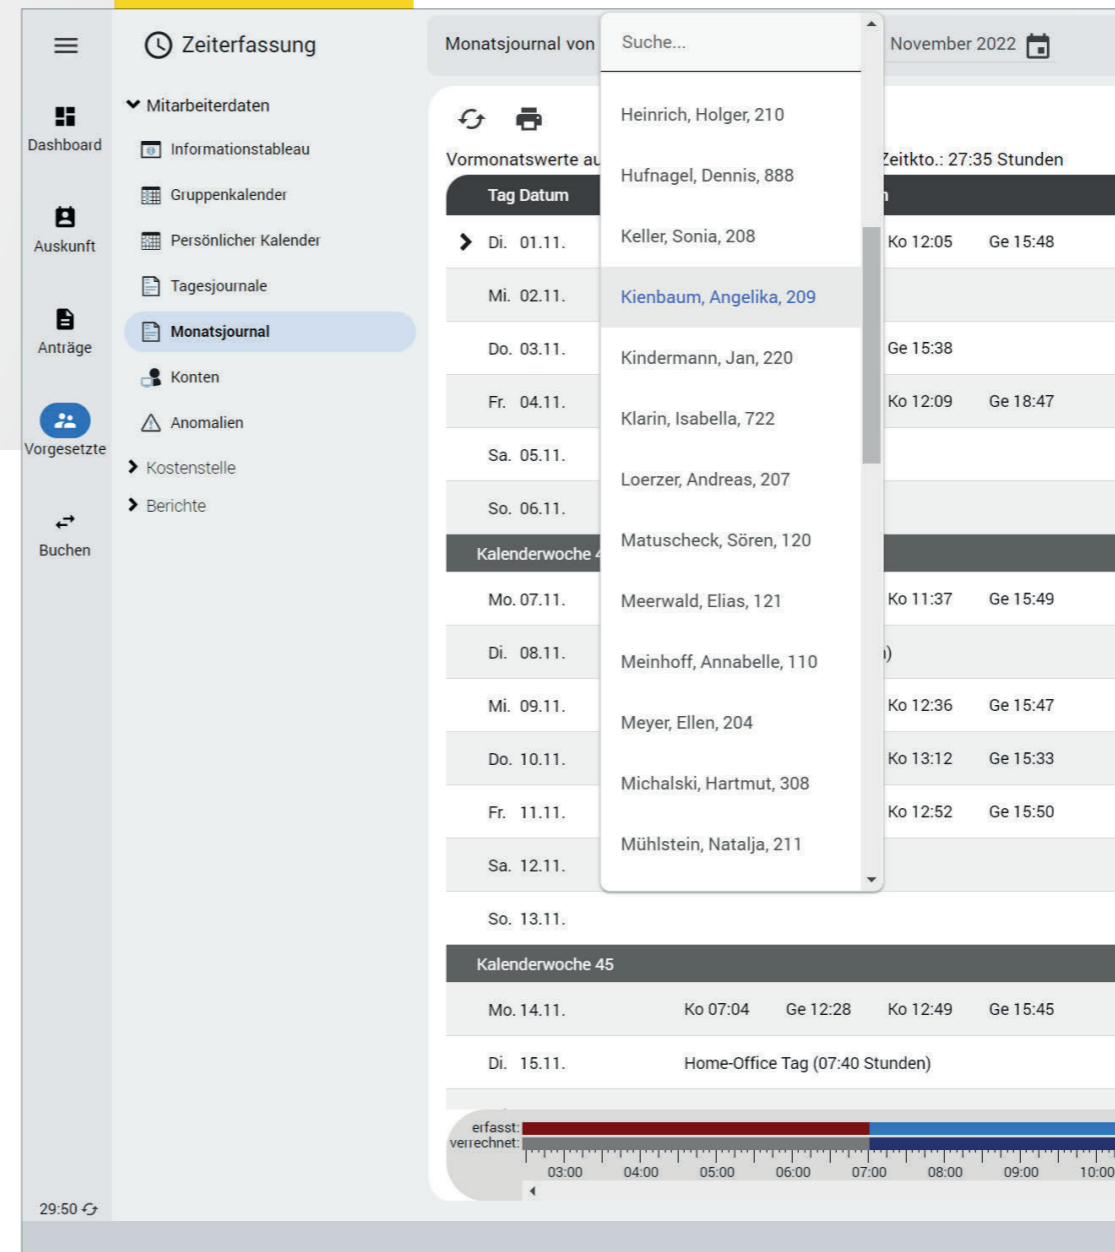 Zeiterfassung
Monatsjournal von
Suche...
November 2022
Dashboard
Auskunft
Anträge
Vorgesetzte
Buchen
29:50
Mitarbeiterdaten
Informationstableau
Gruppenkalender
Persönlicher Kalender
Tagesjournale
Monatsjournal
Konten
Anomalien
Kostenstelle
Berichte
Heinrich, Holger, 210
Hufnagel, Dennis, 888
Keller, Sonia, 208
Kienbaum, Angelika, 209
Kindermann, Jan, 220
Klarin, Isabella, 722
Loerzer, Andreas, 207
Matuscheck, Sören, 120
Meerwald, Elias, 121
Meinhoff, Annabelle, 110
Meyer, Ellen, 204
Michalski, Hartmut, 308
Mühlstein, Natalja, 211
Vormonatswerte Zeitkto.: 27:35 Stunden
Tag Datum
Di. 01.11. Ko 12:05 Ge 15:48
Mi. 02.11.
Do. 03.11. Ge 15:38
Fr. 04.11. Ko 12:09 Ge 18:47
Sa. 05.11.
So. 06.11.
Kalenderwoche
Mo. 07.11. Ko 11:37 Ge 15:49
Di. 08.11.
Mi. 09.11. Ko 12:36 Ge 15:47
Do. 10.11. Ko 13:12 Ge 15:33
Fr. 11.11. Ko 12:52 Ge 15:50
Sa. 12.11.
So. 13.11.
Kalenderwoche 45
Mo. 14.11. Ko 07:04 Ge 12:28 Ko 12:49 Ge 15:45
Di. 15.11. Home-Office Tag (07:40 Stunden)
erfasst:
verrechnet:
03:00 04:00 05:00 06:00 07:00 08:00 09:00 10:00